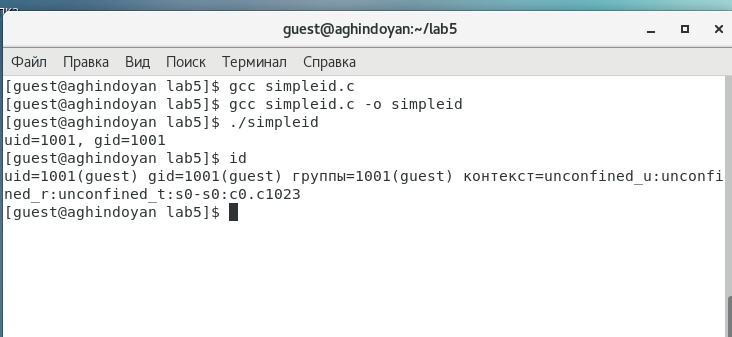 guest@aghindoyan:~/lab5
Файл Правка Вид Поиск Терминал Справка
[guest@aghindoyan lab5]$ gcc simpleid.c
[guest@aghindoyan lab5]$ gcc simpleid.c -o simpleid
[guest@aghindoyan lab5]$ ./simpleid
uid=1001, gid=1001
[guest@aghindoyan lab5]$ id
uid=1001(guest) gid=1001(guest) группы=1001(guest) контекст=unconfined_u:unconfi
ned_r:unconfined_t:s0-s0:c0.c1023
[guest@aghindoyan lab5]$